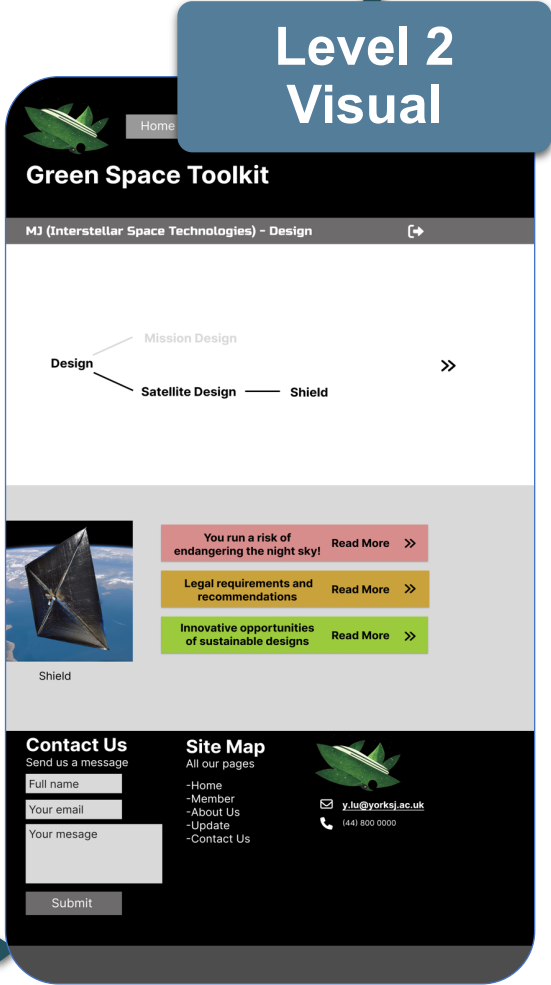 Level 2
Visual
Home
Green Space Toolkit
MJ (Interstellar Space Technologies) - Design
Mission Design
Design
Satellite Design
Shield
You run a risk of
endangering the night sky!
Read More
Legal requirements and
recommendations
Read More
Innovative opportunities
of sustainable designs
Read More
Shield
Contact Us
Send us a message
Full name
Your email
Your mesage
Submit
Site Map
All our pages
-Home
-Member
-About Us
-Update
-Contact Us
y.lu@yorksj.ac.uk
(44) 800 0000